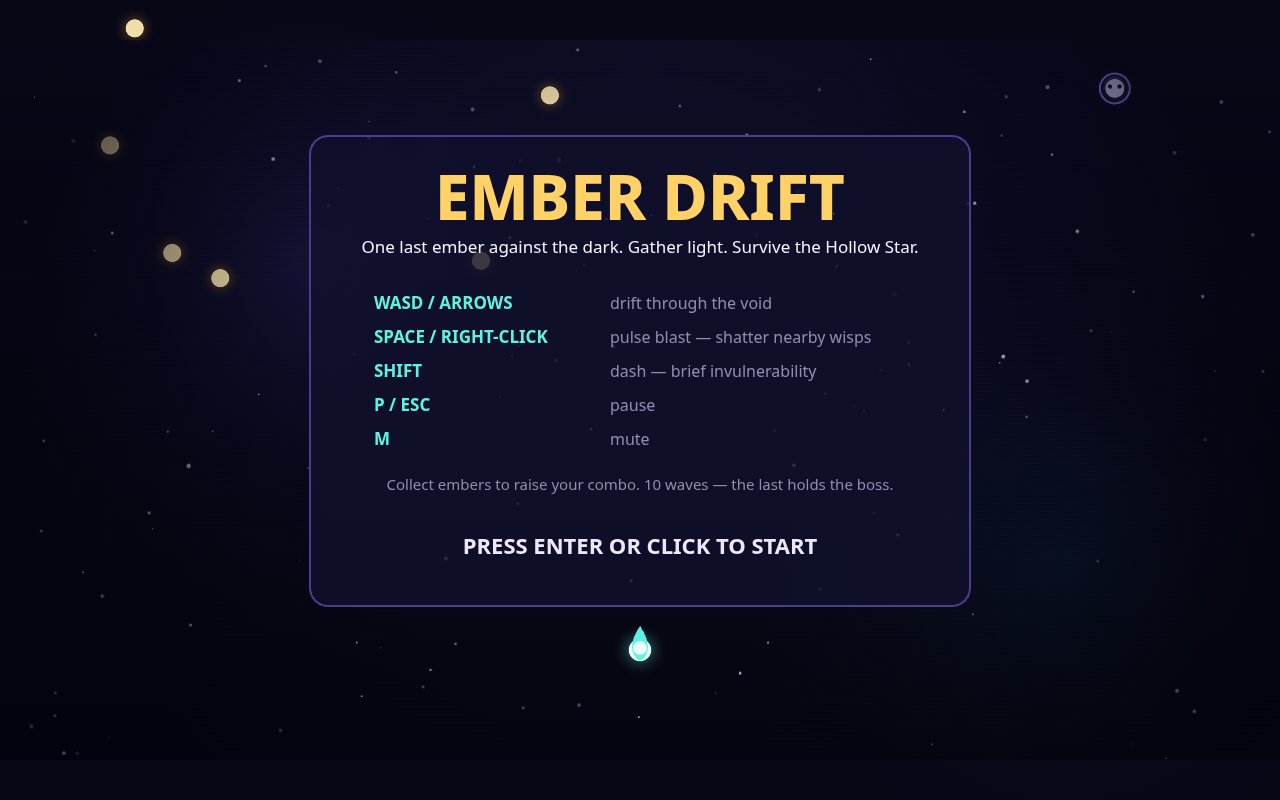 EMBER DRIFT
One last ember against the dark. Gather light. Survive the Hollow Star.
WASD / ARROWS drift through the void
SPACE / RIGHT-CLICK pulse blast — shatter nearby wisps
SHIFT dash — brief invulnerability
P / ESC pause
M mute
Collect embers to raise your combo. 10 waves — the last holds the boss.
PRESS ENTER OR CLICK TO START